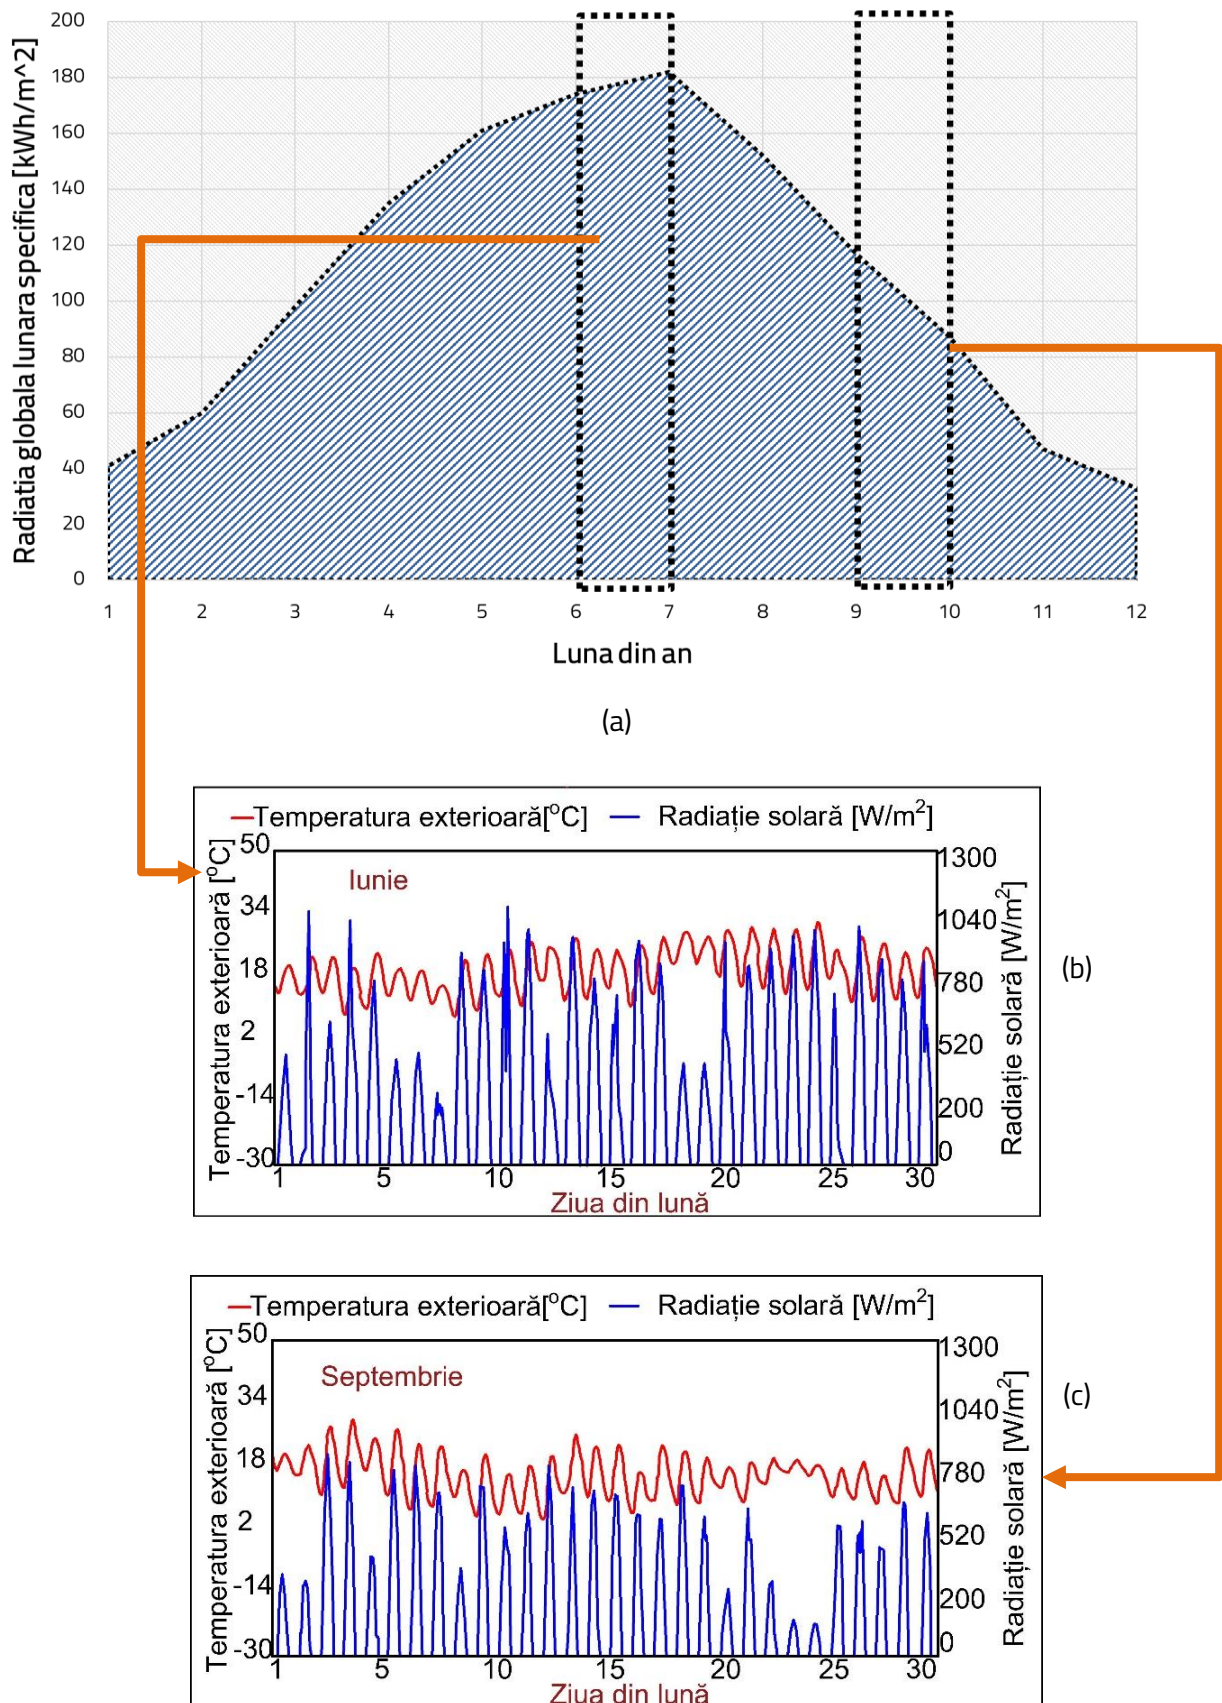 Radiatia globala lunara specifica [kWh/m^2]
200
180
160
140
120
100
80
60
40
20
0
1 2 3 4 5 6 7 8 9 10 11 12
Luna din an
(a)
Temperatura exterioară[°C] Radiație solară [W/m²]
Temperatura exterioară [°C]
50
34
18
2
-14
-30
Iunie
1300
1040
780
520
200
0
Radiație solară [W/m²]
1 5 10 15 20 25 30
Ziua din lună
(b)
Temperatura exterioară[°C] Radiație solară [W/m²]
Temperatura exterioară [°C]
50
34
18
2
-14
-30
Septembrie
1300
1040
780
520
200
0
Radiație solară [W/m²]
1 5 10 15 20 25 30
Ziua din lună
(c)